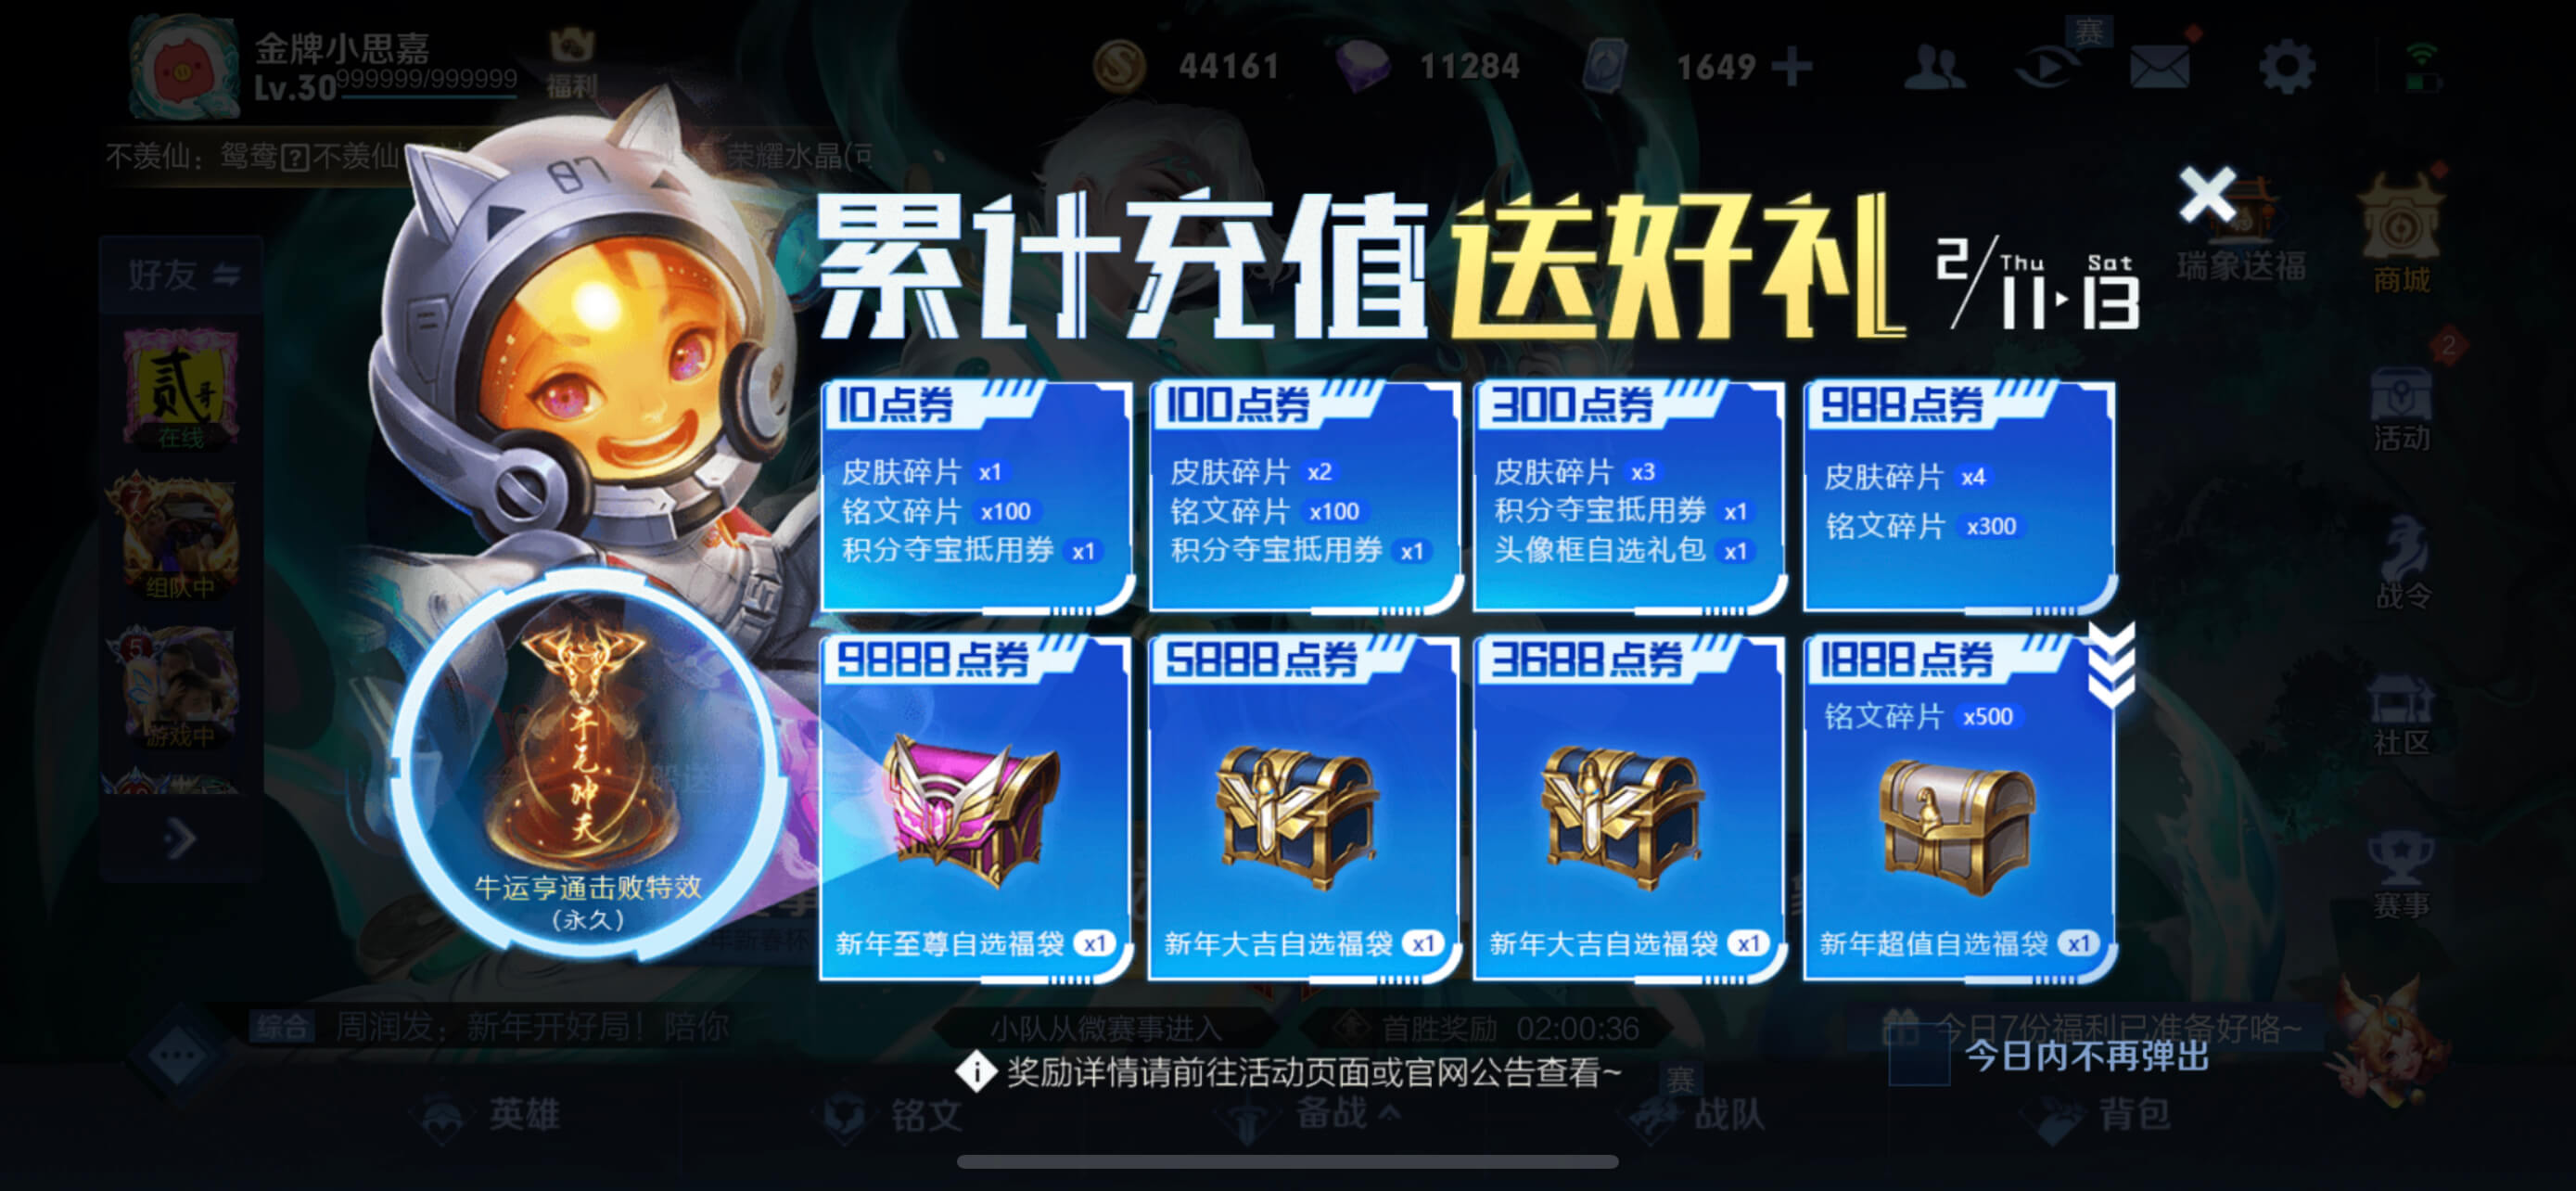 金牌小思嘉
Lv.30
999999/999999
福利
44161
11284
1649
赛
不羡仙：鸳鸯?不羡仙
荣耀水晶(可
累计充值送好礼
2/
Thu
11
Sat
13
瑞象送福
商城
好友
贰哥
在线
7
组队中
5
游戏中
87
10点券
皮肤碎片 x1
铭文碎片 x100
积分夺宝抵用券 x1
100点券
皮肤碎片 x2
铭文碎片 x100
积分夺宝抵用券 x1
300点券
皮肤碎片 x3
积分夺宝抵用券 x1
头像框自选礼包 x1
988点券
皮肤碎片 x4
铭文碎片 x300
2
活动
战令
社区
赛事
9888点券
新年至尊自选福袋 x1
5888点券
新年大吉自选福袋 x1
3688点券
新年大吉自选福袋 x1
1888点券
铭文碎片 x500
新年超值自选福袋 x1
牛气冲天
牛运亨通击败特效
(永久)
综合 周润发：新年开好局！陪你
小队从微赛事进入
首胜奖励 02:00:36
今日7份福利已准备好咯~
i 奖励详情请前往活动页面或官网公告查看~
今日内不再弹出
英雄
铭文
备战
赛
战队
背包